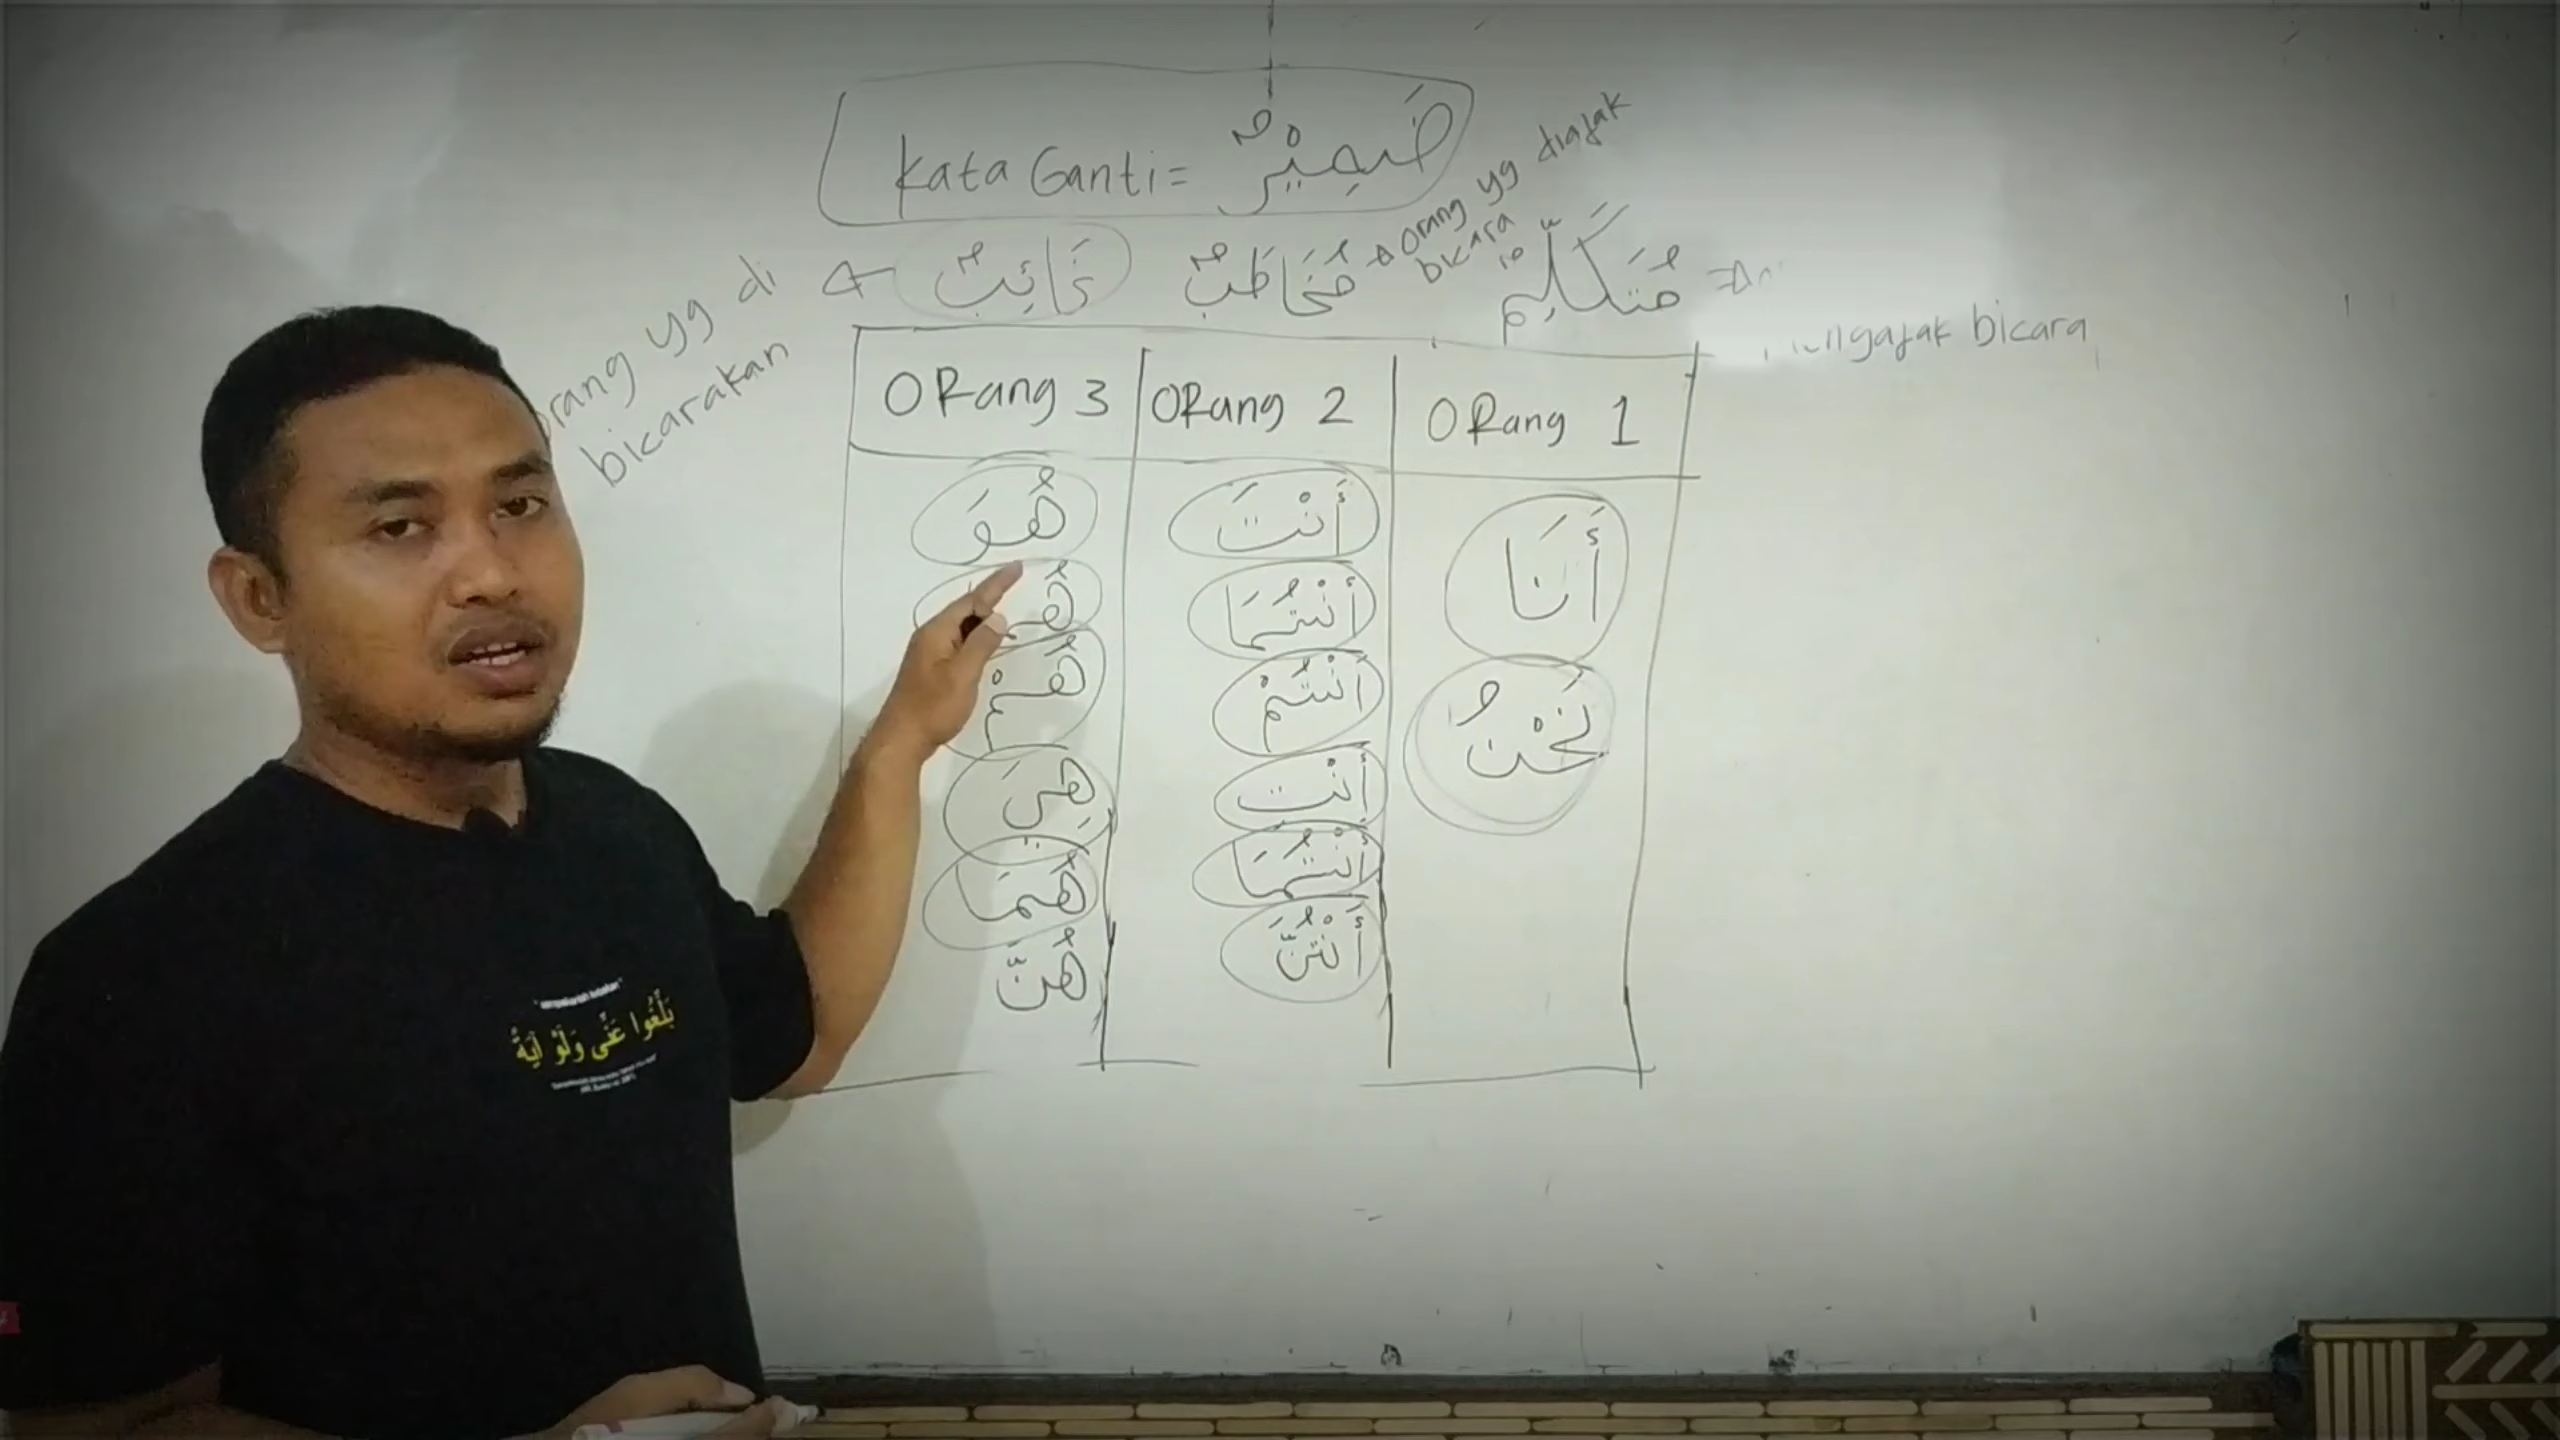 Kata Ganti = ضَمِيْرٌ
مُتَكَلِّمٌ
bicara
مُخَاطَبٌ
Orang yg diajak
bicara
غَائِبٌ
Orang yg di
bicarakan
ORang 3 ORang 2 ORang 1
هُوَ أَنْتَ أَنَا
هُمَا أَنْتُمَا نَحْنُ
هُمْ أَنْتُمْ
هِيَ أَنْتِ
هُمَا أَنْتُمَا
هُنَّ أَنْتُنَّ
بَلِّغُوا عَنِّى وَلَوْ آيَةً